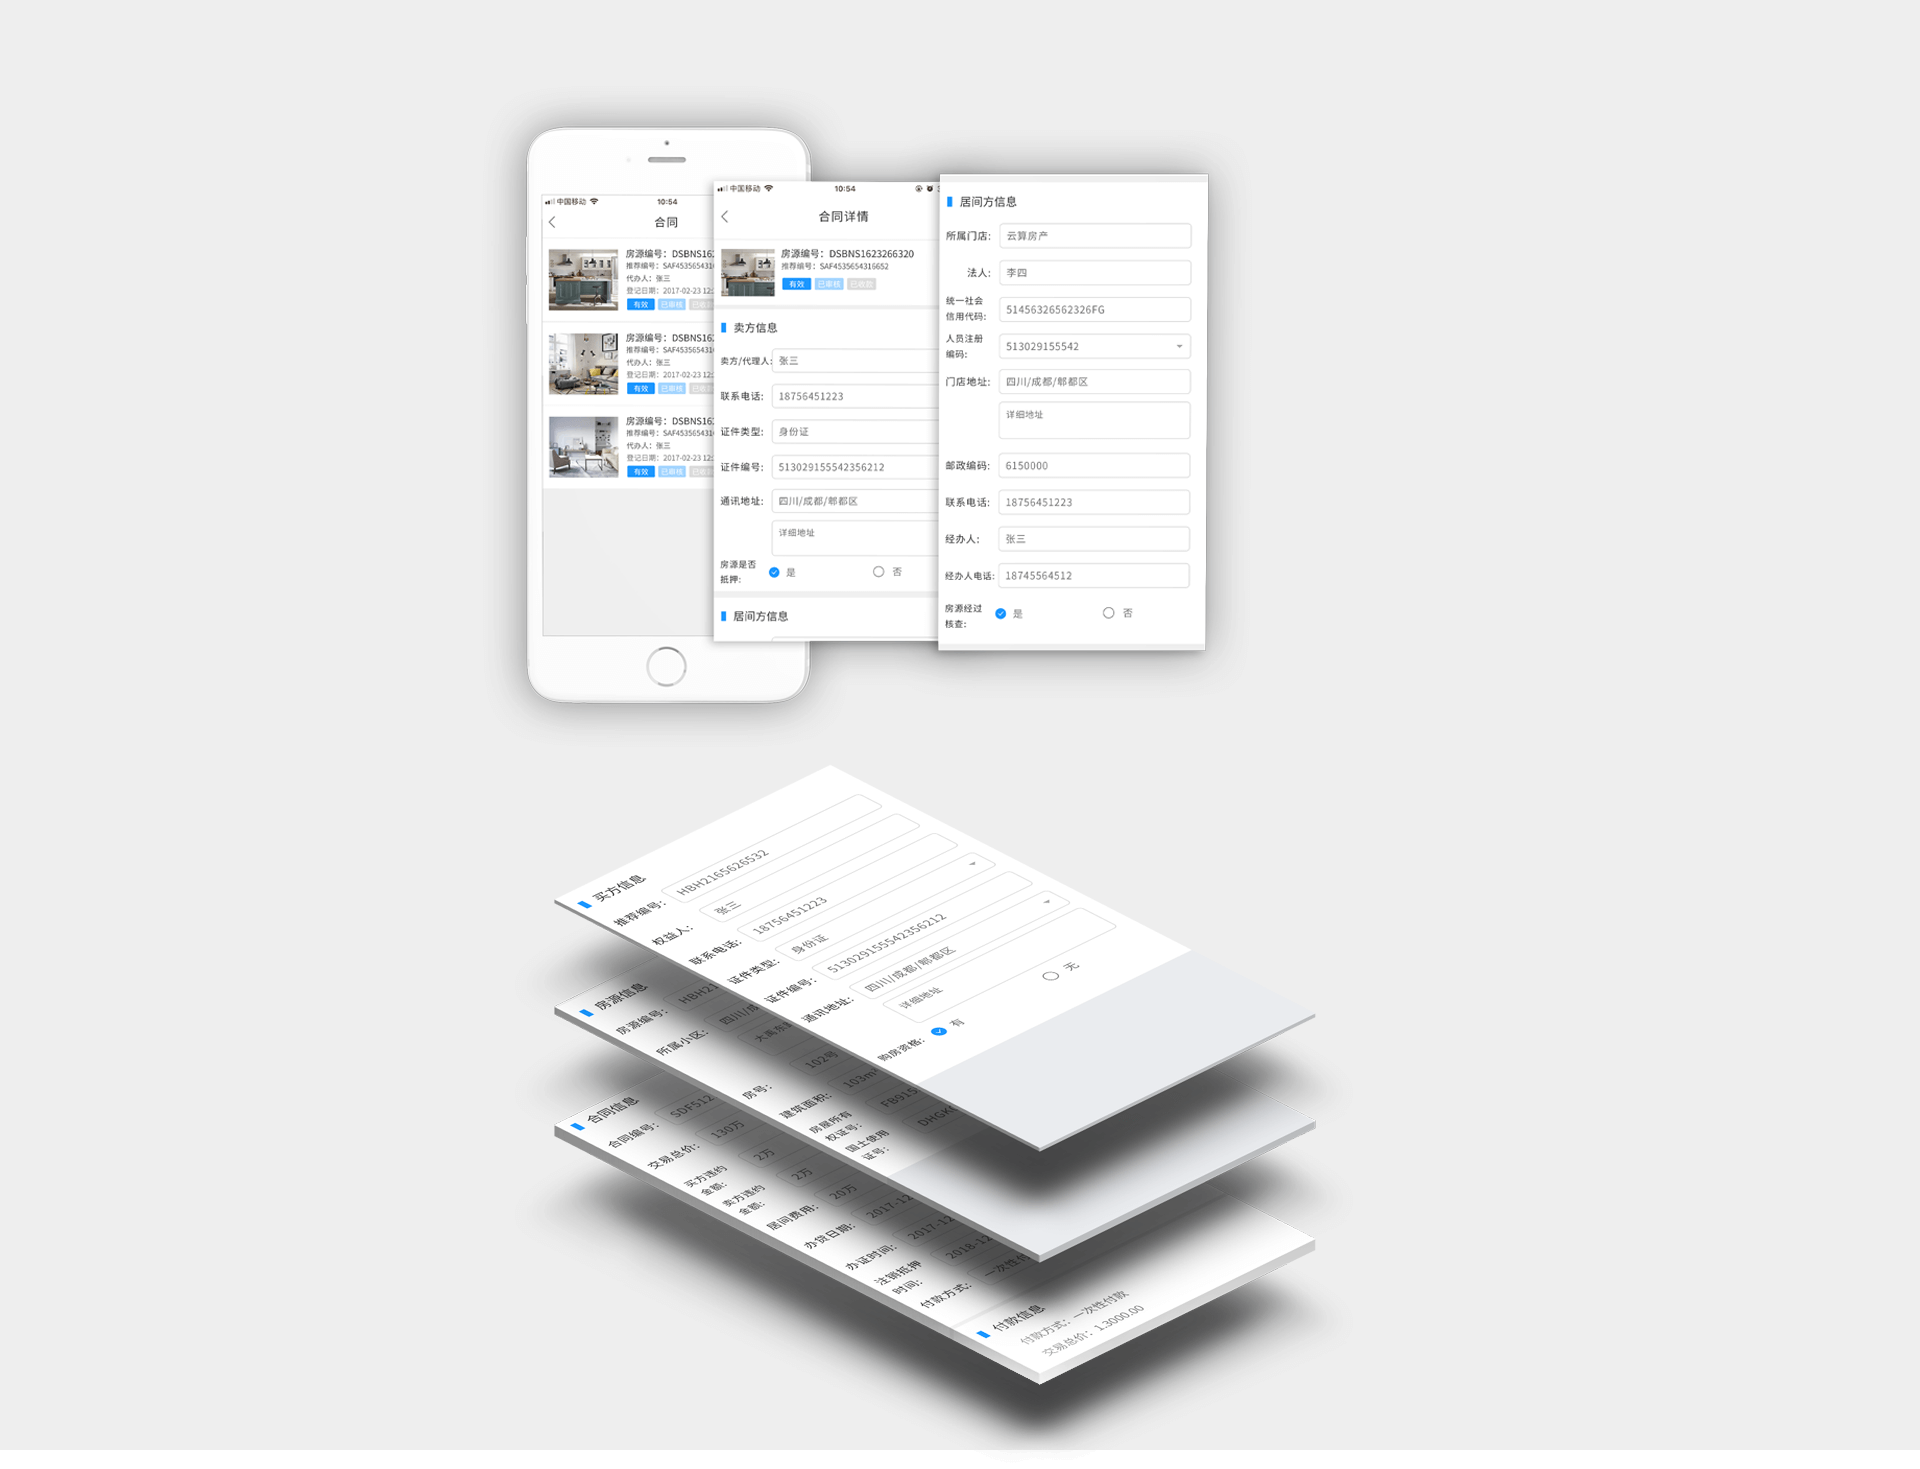 中国移动
10:54
合同
房源编号：DSBNS162
推荐编号：SAF45356543
代办人：张三
登记日期：2017-02-23 12:
有效 已审核
房源编号：DSBNS162
推荐编号：SAF45356543
代办人：张三
登记日期：2017-02-23 12:
有效 已审核
房源编号：DSBNS162
推荐编号：SAF45356543
代办人：张三
登记日期：2017-02-23 12:
有效 已审核
中国移动
10:54
合同详情
房源编号：DSBNS1623266320
推荐编号：SAF4535654316652
有效 已审核 已收款
卖方信息
卖方/代理人: 张三
联系电话: 18756451223
证件类型: 身份证
证件编号: 513029155542356212
通讯地址: 四川/成都/郫都区
详细地址
房源是否
抵押: 是 否
居间方信息
居间方信息
所属门店: 云算房产
法人: 李四
统一社会
信用代码: 51456326562326FG
人员注册
编码: 513029155542
门店地址: 四川/成都/郫都区
详细地址
邮政编码: 6150000
联系电话: 18756451223
经办人: 张三
经办人电话: 18745564512
房源经过
核查: 是 否
买方信息
推荐编号: HBH2165626532
权益人: 张三
联系电话: 18756451223
证件类型: 身份证
证件编号: 513029155542356212
通讯地址: 四川/成都/郫都区
详细地址
购房资格: 有 无
房源信息
房源编号: HBH21
所属小区: 四川/成
房号: 102号
建筑面积: 103m²
房屋所有
权证号: FB915
国土使用
证号: DHGK
合同信息
合同编号: SDF512
交易总价: 130万
买方违约
金额: 2万
卖方违约
金额: 2万
居间费用: 20万
办贷日期: 2017-12
办证时间: 2017-12
注销抵押
时间: 2018-12
付款方式: 一次性付
付款信息
付款方式：一次性付款
交易总价：1.3000.00